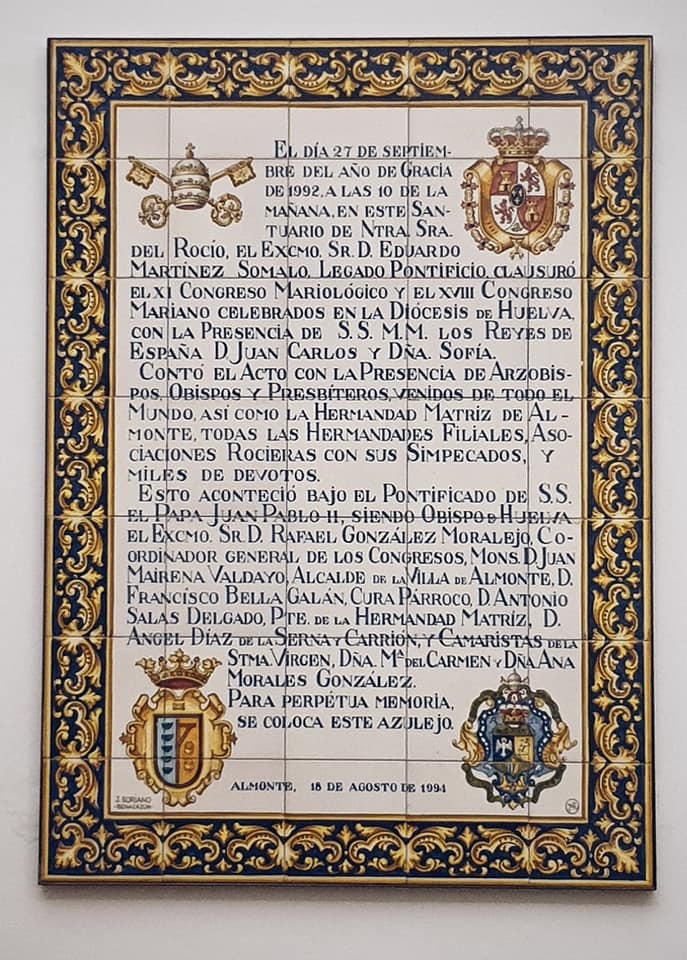 El día 27 de Septiem-
bre del año de Gracia
de 1992, a las 10 de la
mañana, en este San-
tuario de Ntra. Sra.
del Rocío, el Excmo. Sr. D. Eduardo
Martínez Somalo, Legado Pontificio, clausuró
el XI Congreso Mariológico y el XVIII Congreso
Mariano celebrados en la Diócesis de Huelva,
con la Presencia de S.S. M.M. los Reyes de
España D. Juan Carlos y Dña. Sofía.
Contó el Acto con la Presencia de Arzobis-
pos, Obispos y Presbíteros, venidos de todo el
Mundo, así como la Hermandad Matríz de Al-
monte, todas las Hermandades Filiales, Aso-
ciaciones Rocieras con sus Simpecados, y
miles de devotos.
Esto aconteció bajo el Pontificado de S.S.
el Papa Juan Pablo II, siendo Obispo de Huelva
el Excmo. Sr. D. Rafael González Moralejo, Co-
ordinador general de los Congresos, Mons. D. Juan
Mairena Valdayo, Alcalde de la Villa de Almonte, D.
Francisco Bella Galán, Cura Párroco, D. Antonio
Salas Delgado, Pte. de la Hermandad Matríz, D.
Angel Díaz de la Serna y Carrión, y Camaristas de la
Stma. Virgen, Dña. Mª del Carmen y Dña Ana
Morales González.
Para perpétua memoria,
se coloca este azulejo.
Almonte, 18 de Agosto de 1994
J. Soriano
-Benacazón-